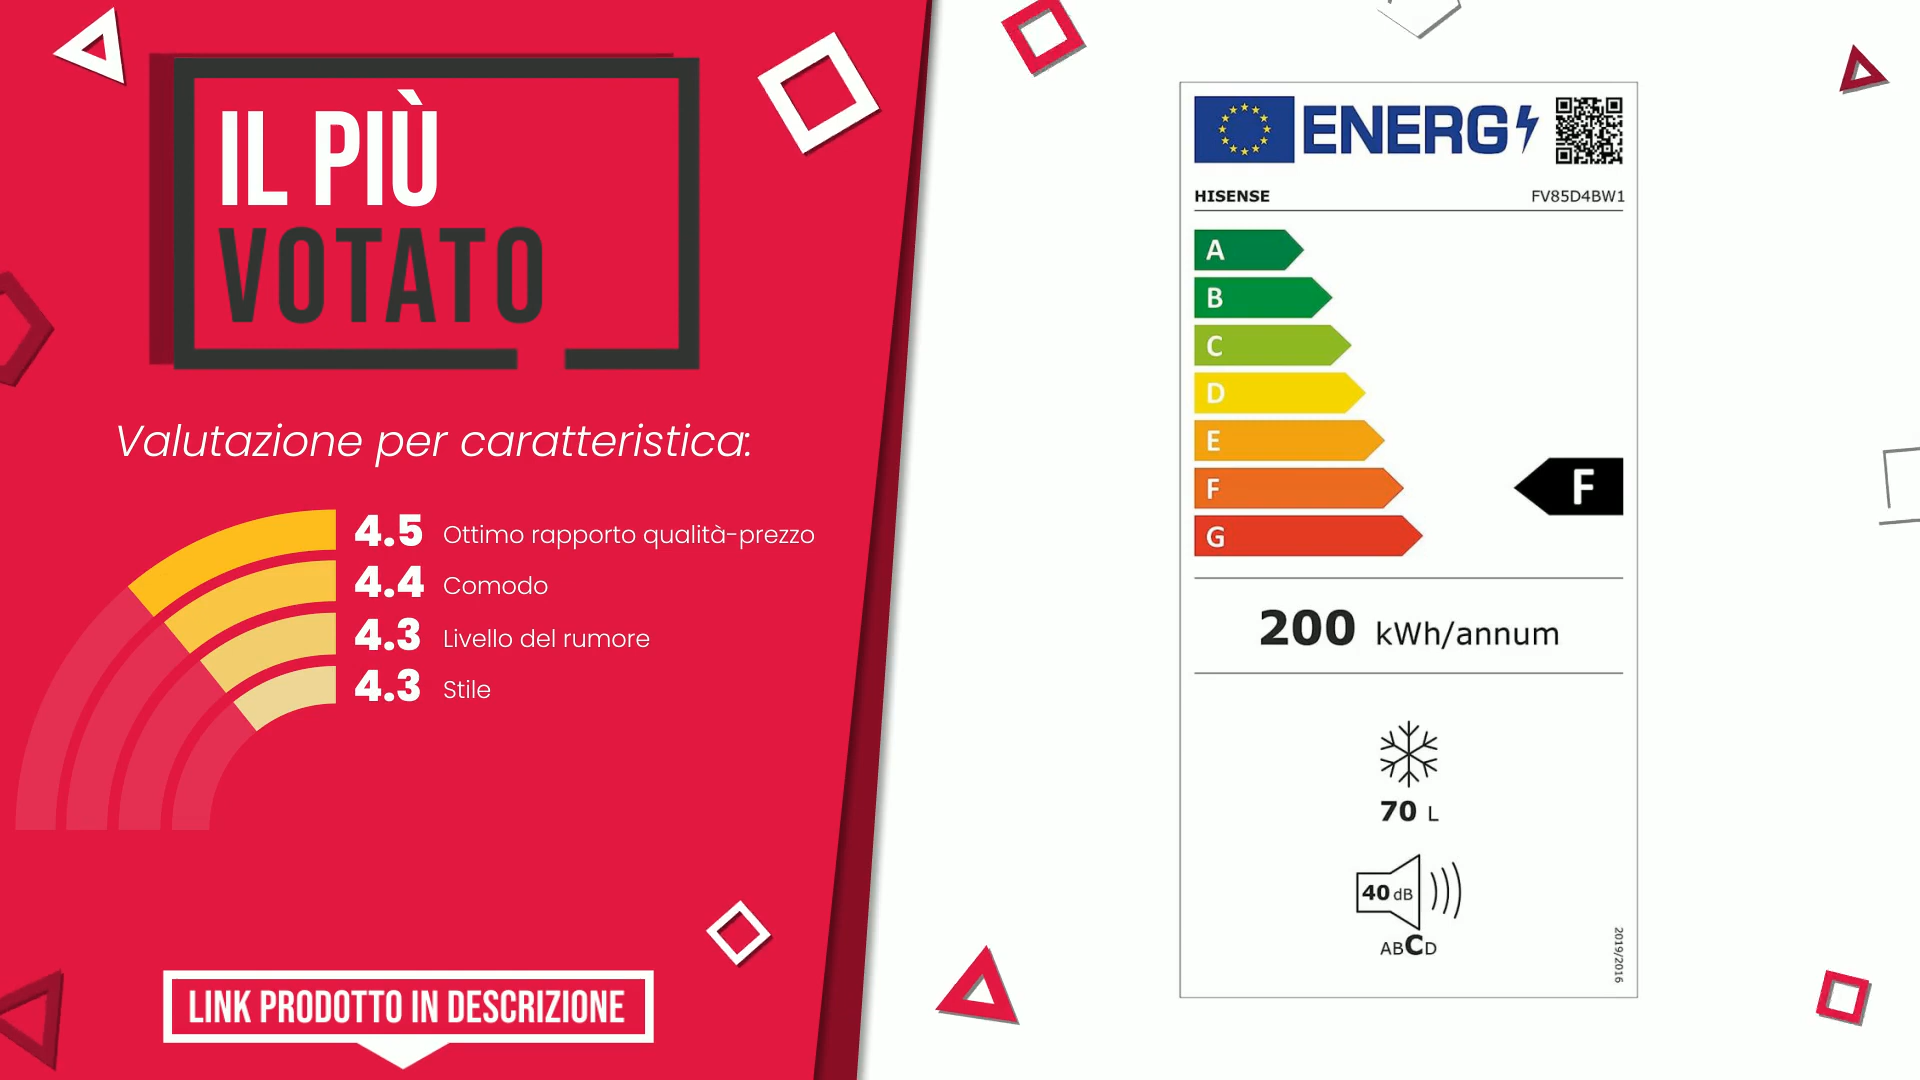 IL PIÙ
VOTATO
Valutazione per caratteristica:
4.5 Ottimo rapporto qualità-prezzo
4.4 Comodo
4.3 Livello del rumore
4.3 Stile
LINK PRODOTTO IN DESCRIZIONE
ENERG
HISENSE FV85D4BW1
A
B
C
D
E
F F
G
200 kWh/annum
70 L
40 dB
ABCD
2019/2016